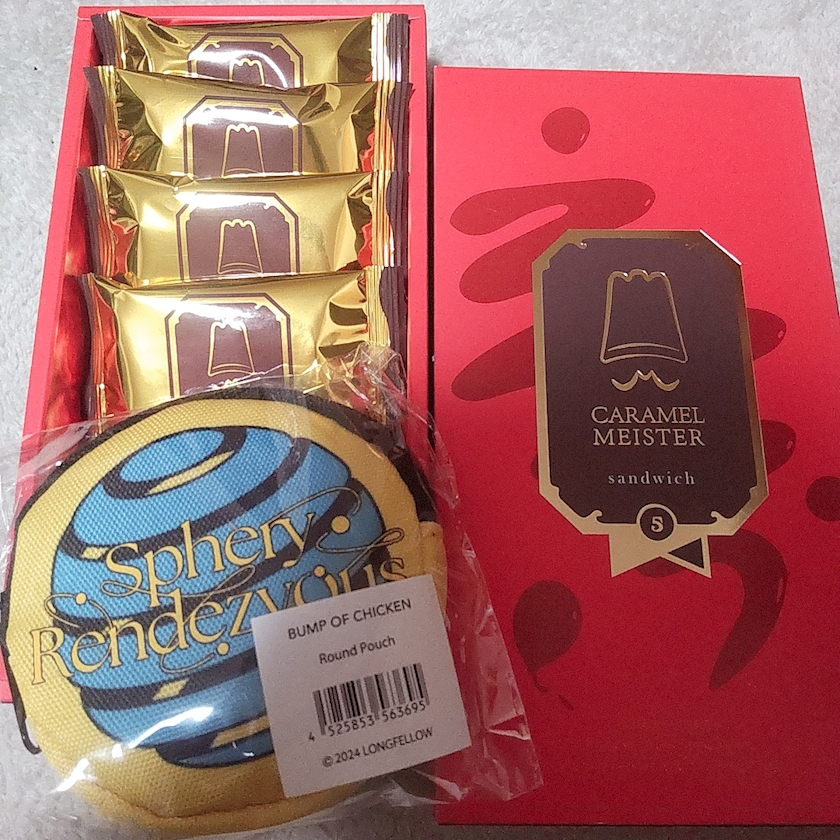 CARAMEL
MEISTER
sandwich
5
Sphery
Rendezvous
BUMP OF CHICKEN
Round Pouch
4 525853 563695
© 2024 LONGFELLOW